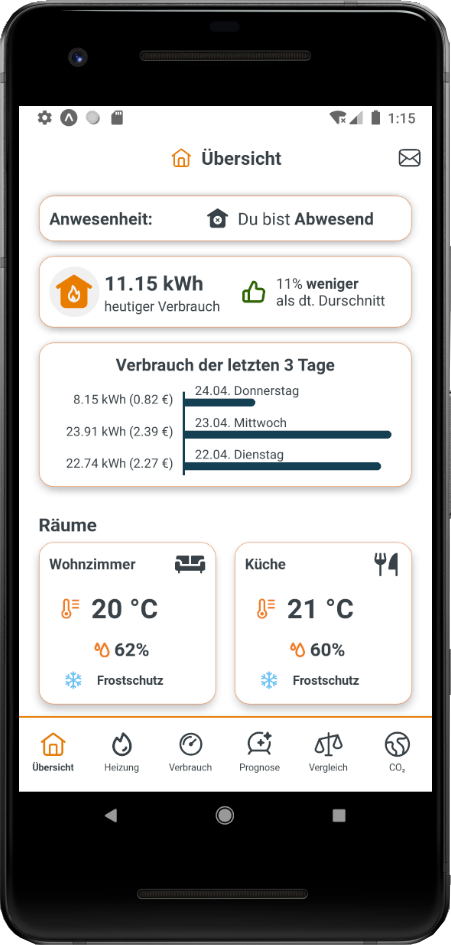 1:15
Übersicht
Anwesenheit: Du bist Abwesend
11.15 kWh
heutiger Verbrauch
11% weniger
als dt. Durschnitt
Verbrauch der letzten 3 Tage
24.04. Donnerstag
8.15 kWh (0.82 €)
23.04. Mittwoch
23.91 kWh (2.39 €)
22.04. Dienstag
22.74 kWh (2.27 €)
Räume
Wohnzimmer
20 °C
62%
Frostschutz
Küche
21 °C
60%
Frostschutz
Übersicht Heizung Verbrauch Prognose Vergleich CO₂